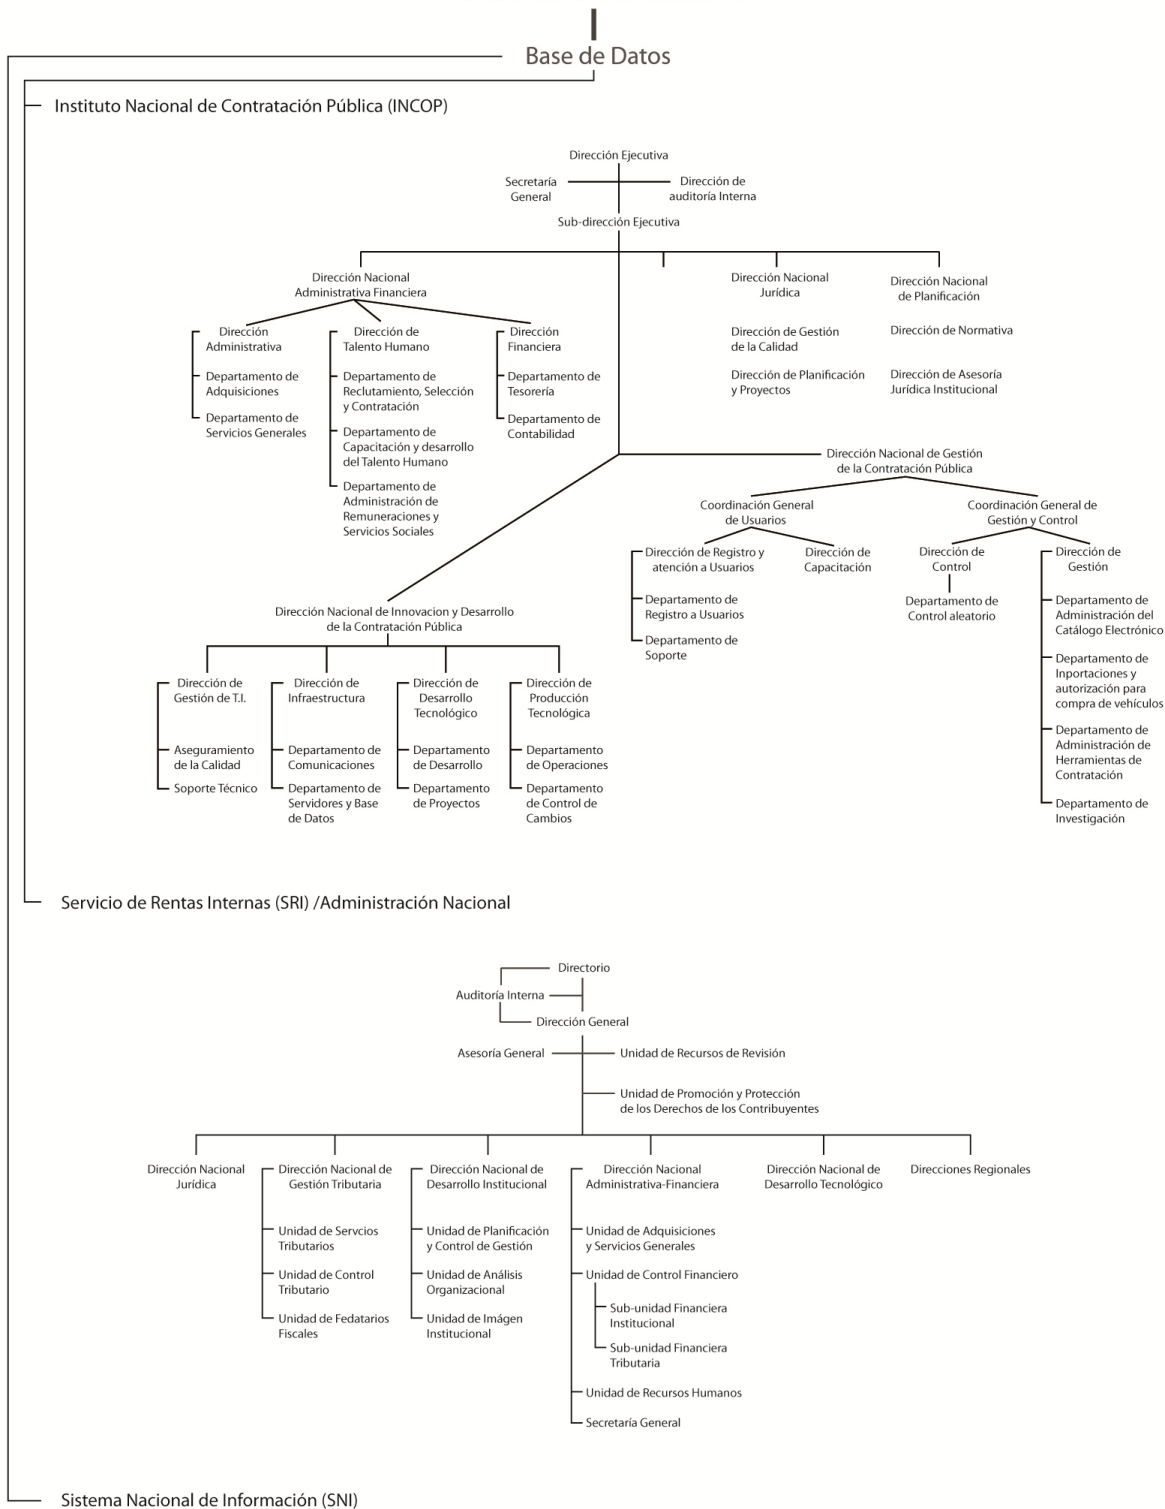 Base de Datos
Instituto Nacional de Contratación Pública (INCOP)
Dirección Ejecutiva
Secretaría
General
Dirección de
auditoría Interna
Sub-dirección Ejecutiva
Dirección Nacional
Administrativa Financiera
Dirección Nacional
Jurídica
Dirección Nacional
de Planificación
Dirección
Administrativa
Departamento de
Adquisiciones
Departamento de
Servicios Generales
Dirección de
Talento Humano
Departamento de
Reclutamiento, Selección
y Contratación
Departamento de
Capacitación y desarrollo
del Talento Humano
Departamento de
Administración de
Remuneraciones y
Servicios Sociales
Dirección
Financiera
Departamento de
Tesorería
Departamento de
Contabilidad
Dirección de Gestión
de la Calidad
Dirección de Planificación
y Proyectos
Dirección de Normativa
Dirección de Asesoría
Jurídica Institucional
Dirección Nacional de Gestión
de la Contratación Pública
Coordinación General
de Usuarios
Coordinación General de
Gestión y Control
Dirección de Registro y
atención a Usuarios
Departamento de
Registro a Usuarios
Departamento de
Soporte
Dirección de
Capacitación
Dirección de
Control
Departamento de
Control aleatorio
Dirección de
Gestión
Departamento de
Administración del
Catálogo Electrónico
Departamento de
Inportaciones y
autorización para
compra de vehículos
Departamento de
Administración de
Herramientas de
Contratación
Departamento de
Investigación
Dirección Nacional de Innovacion y Desarrollo
de la Contratación Pública
Dirección de
Gestión de T.I.
Aseguramiento
de la Calidad
Soporte Técnico
Dirección de
Infraestructura
Departamento de
Comunicaciones
Departamento de
Servidores y Base
de Datos
Dirección de
Desarrollo
Tecnológico
Departamento
de Desarrollo
Departamento
de Proyectos
Dirección de
Producción
Tecnológica
Departamento
de Operaciones
Departamento
de Control de
Cambios
Servicio de Rentas Internas (SRI) /Administración Nacional
Directorio
Auditoría Interna
Dirección General
Asesoría General
Unidad de Recursos de Revisión
Unidad de Promoción y Protección
de los Derechos de los Contribuyentes
Dirección Nacional
Jurídica
Dirección Nacional de
Gestión Tributaria
Unidad de Servcios
Tributarios
Unidad de Control
Tributario
Unidad de Fedatarios
Fiscales
Dirección Nacional de
Desarrollo Institucional
Unidad de Planificación
y Control de Gestión
Unidad de Análisis
Organizacional
Unidad de Imágen
Institucional
Dirección Nacional
Administrativa-Financiera
Unidad de Adquisiciones
y Servicios Generales
Unidad de Control Financiero
Sub-unidad Financiera
Institucional
Sub-unidad Financiera
Tributaria
Unidad de Recursos Humanos
Secretaría General
Dirección Nacional de
Desarrollo Tecnológico
Direcciones Regionales
Sistema Nacional de Información (SNI)